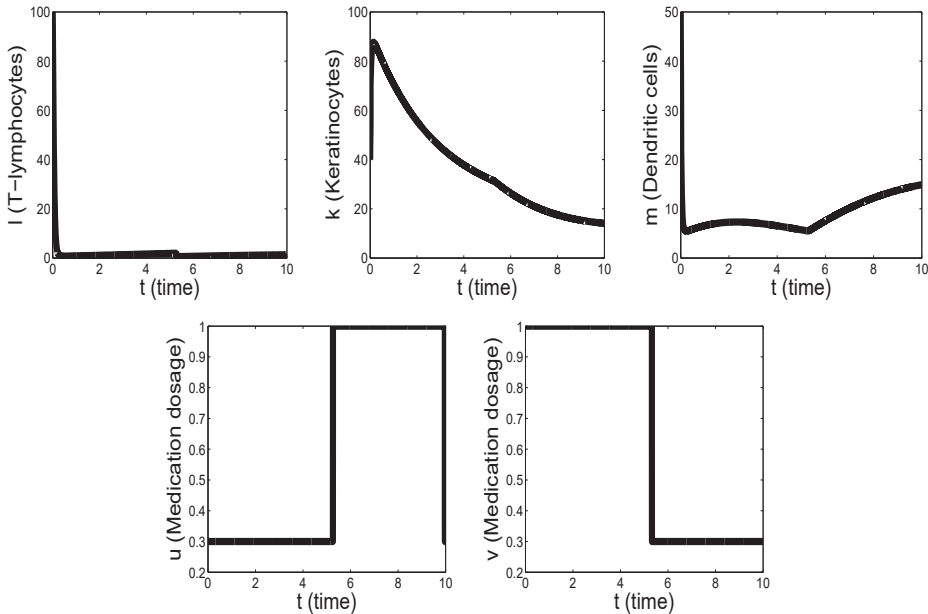 100
80
60
40
20
0
l (T−lymphocytes)
0 2 4 6 8 10
t (time)
100
80
60
40
20
0
k (Keratinocytes)
0 2 4 6 8 10
t (time)
50
40
30
20
10
0
m (Dendritic cells)
0 2 4 6 8 10
t (time)
1
0.9
0.8
0.7
0.6
0.5
0.4
0.3
0.2
u (Medication dosage)
0 2 4 6 8 10
t (time)
1
0.9
0.8
0.7
0.6
0.5
0.4
0.3
0.2
v (Medication dosage)
0 2 4 6 8 10
t (time)